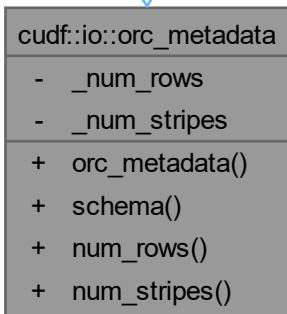 cudf::io::orc_metadata
- _num_rows
- _num_stripes
+ orc_metadata()
+ schema()
+ num_rows()
+ num_stripes()